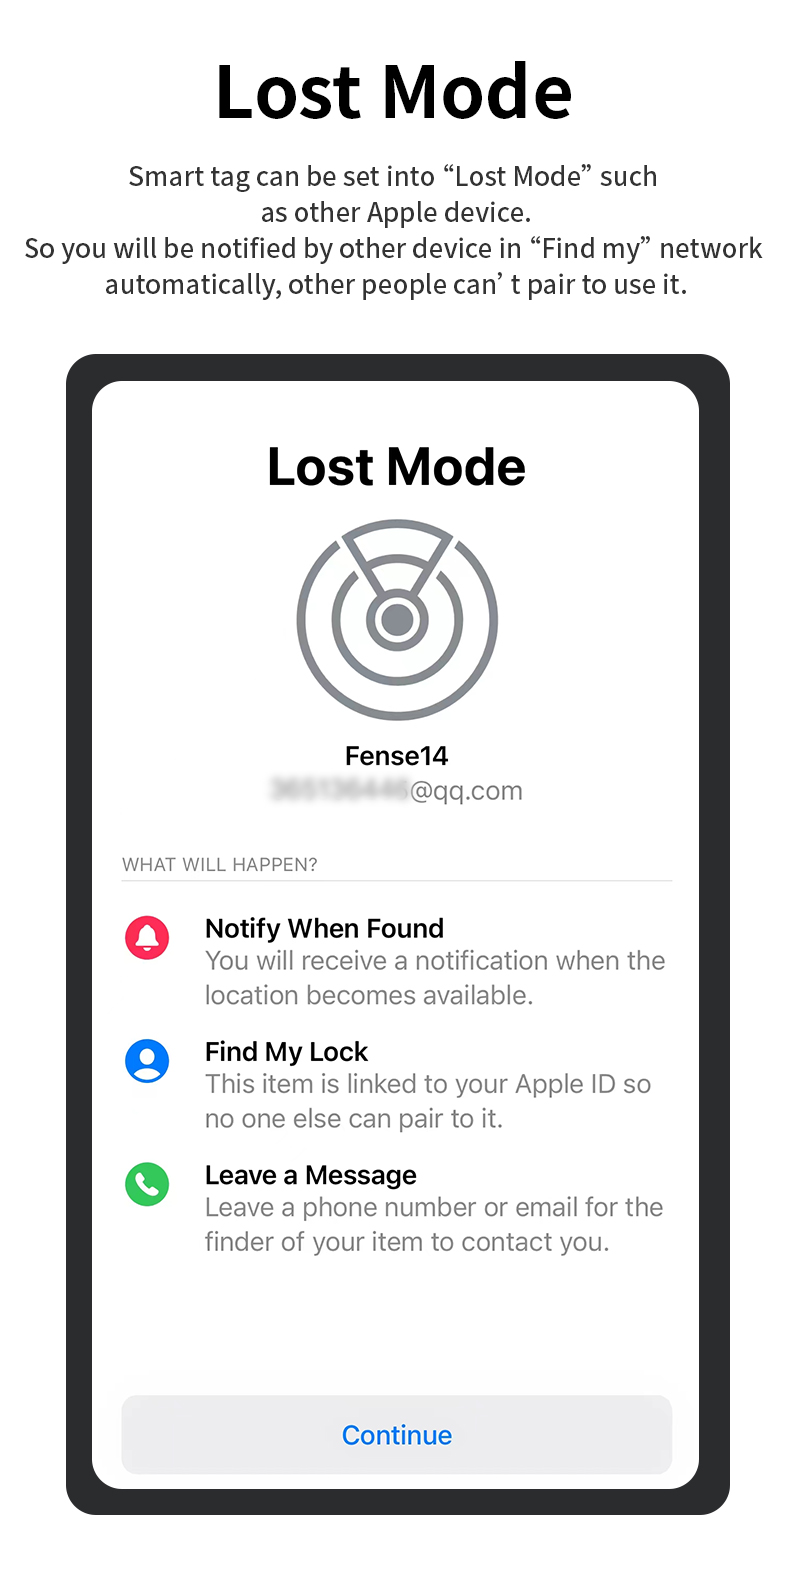 Lost Mode
Smart tag can be set into “Lost Mode” such
as other Apple device.
So you will be notified by other device in “Find my” network
automatically, other people can’ t pair to use it.
Lost Mode
Fense14
@qq.com
WHAT WILL HAPPEN?
Notify When Found
You will receive a notification when the
location becomes available.
Find My Lock
This item is linked to your Apple ID so
no one else can pair to it.
Leave a Message
Leave a phone number or email for the
finder of your item to contact you.
Continue